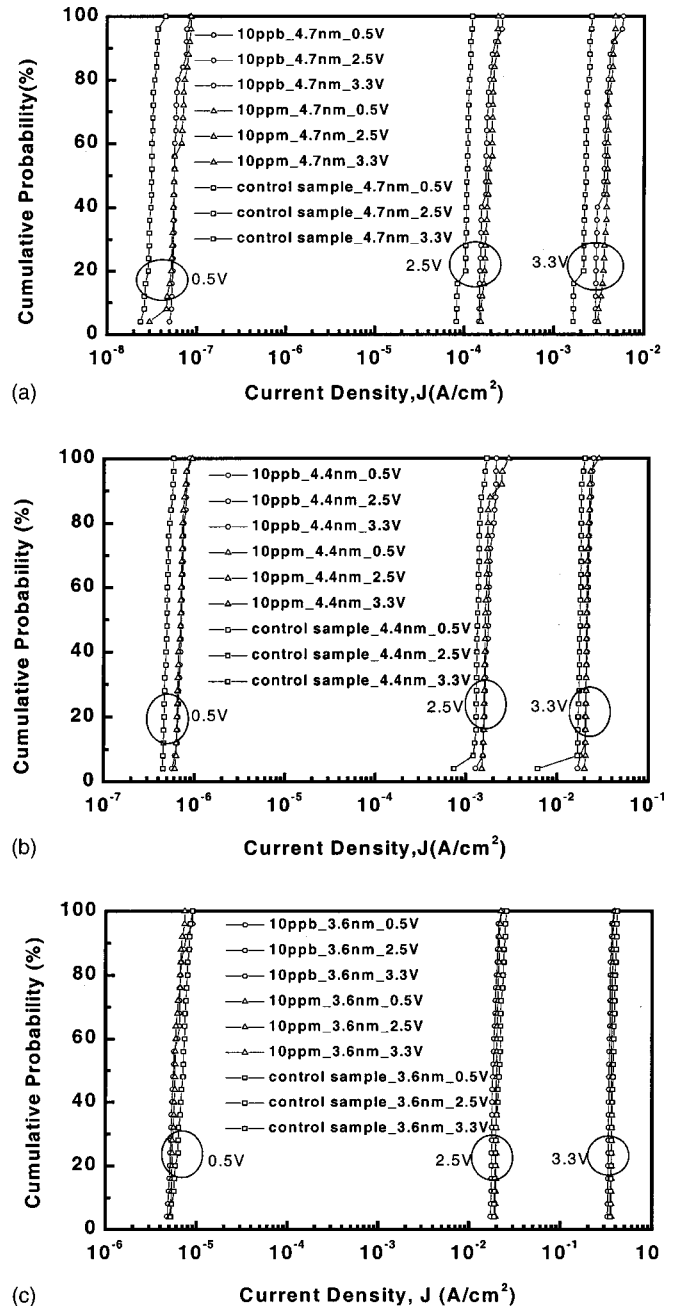 100
80
60
40
20
0
Cumulative Probability(%)
10ppb_4.7nm_0.5V
10ppb_4.7nm_2.5V
10ppb_4.7nm_3.3V
10ppm_4.7nm_0.5V
10ppm_4.7nm_2.5V
10ppm_4.7nm_3.3V
control sample_4.7nm_0.5V
control sample_4.7nm_2.5V
control sample_4.7nm_3.3V
0.5V
2.5V
3.3V
10⁻⁸ 10⁻⁷ 10⁻⁶ 10⁻⁵ 10⁻⁴ 10⁻³ 10⁻²
(a) Current Density,J(A/cm²)
100
80
60
40
20
0
Cumulative Probability (%)
10ppb_4.4nm_0.5V
10ppb_4.4nm_2.5V
10ppb_4.4nm_3.3V
10ppm_4.4nm_0.5V
10ppm_4.4nm_2.5V
10ppm_4.4nm_3.3V
control sample_4.4nm_0.5V
control sample_4.4nm_2.5V
control sample_4.4nm_3.3V
0.5V
2.5V
3.3V
10⁻⁷ 10⁻⁶ 10⁻⁵ 10⁻⁴ 10⁻³ 10⁻² 10⁻¹
(b) Current Density,J(A/cm²)
100
80
60
40
20
0
Cumulative Probability (%)
10ppb_3.6nm_0.5V
10ppb_3.6nm_2.5V
10ppb_3.6nm_3.3V
10ppm_3.6nm_0.5V
10ppm_3.6nm_2.5V
10ppm_3.6nm_3.3V
control sample_3.6nm_0.5V
control sample_3.6nm_2.5V
control sample_3.6nm_3.3V
0.5V
2.5V
3.3V
10⁻⁶ 10⁻⁵ 10⁻⁴ 10⁻³ 10⁻² 10⁻¹ 10
(c) Current Density, J (A/cm²)